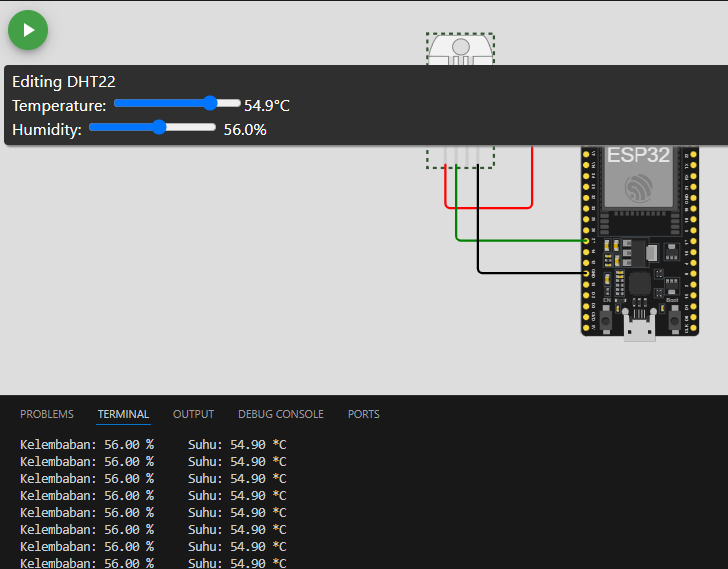 Editing DHT22
Temperature: 54.9°C
Humidity: 56.0%
ESP32
EN
Boot
PROBLEMS TERMINAL OUTPUT DEBUG CONSOLE PORTS
Kelembaban: 56.00 % Suhu: 54.90 *C
Kelembaban: 56.00 % Suhu: 54.90 *C
Kelembaban: 56.00 % Suhu: 54.90 *C
Kelembaban: 56.00 % Suhu: 54.90 *C
Kelembaban: 56.00 % Suhu: 54.90 *C
Kelembaban: 56.00 % Suhu: 54.90 *C
Kelembaban: 56.00 % Suhu: 54.90 *C
Kelembaban: 56.00 % Suhu: 54.90 *C